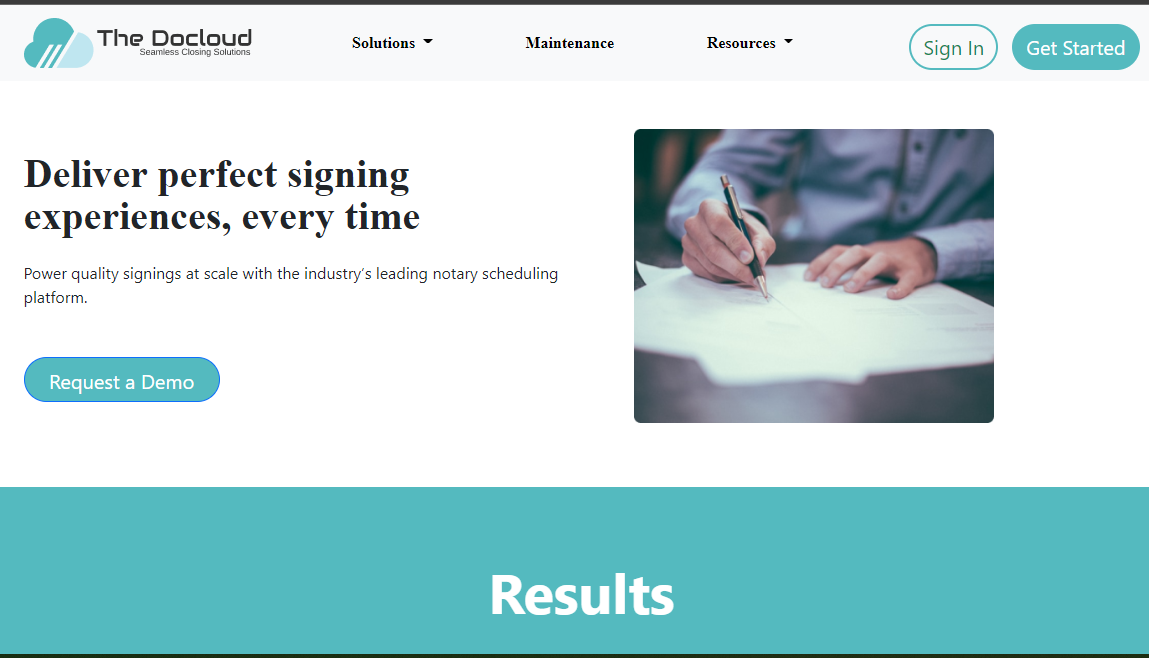 The Docloud
Seamless Closing Solutions
Solutions
Maintenance
Resources
Sign In
Get Started
Deliver perfect signing
experiences, every time
Power quality signings at scale with the industry's leading notary scheduling
platform.
Request a Demo
Results